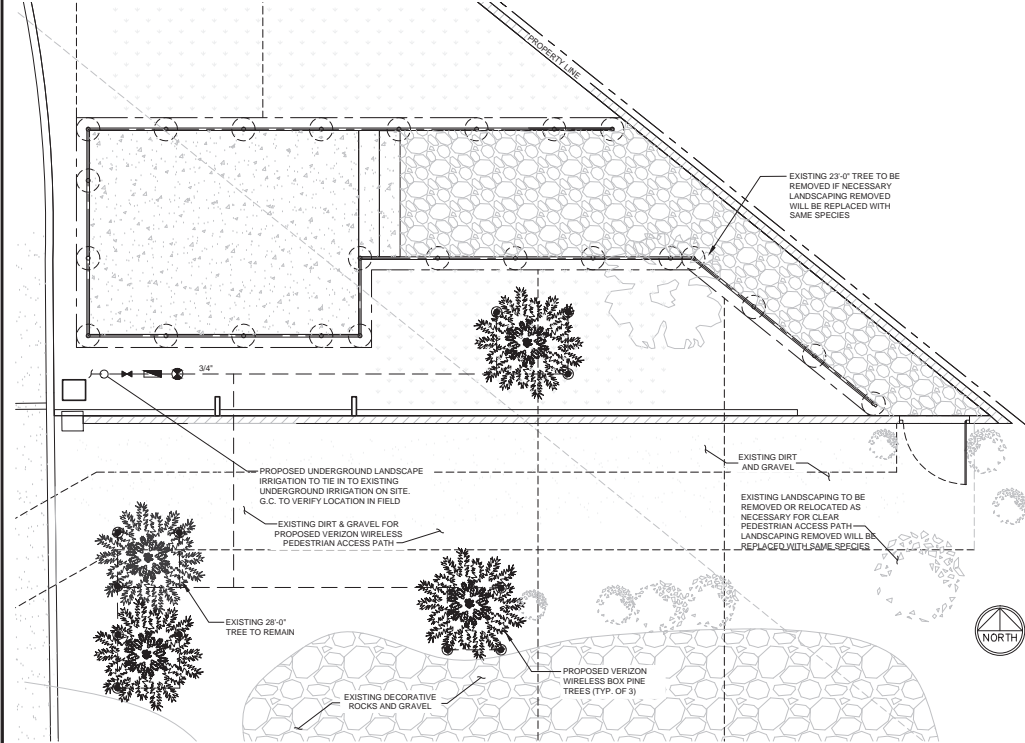 PROPERTY LINE
EXISTING 23'-0" TREE TO BE
REMOVED IF NECESSARY
LANDSCAPING REMOVED
WILL BE REPLACED WITH
SAME SPECIES
3/4"
PROPOSED UNDERGROUND LANDSCAPE
IRRIGATION TO TIE IN TO EXISTING
UNDERGROUND IRRIGATION ON SITE.
G.C. TO VERIFY LOCATION IN FIELD
EXISTING DIRT
AND GRAVEL
EXISTING LANDSCAPING TO BE
REMOVED OR RELOCATED AS
NECESSARY FOR CLEAR
PEDESTRIAN ACCESS PATH
LANDSCAPING REMOVED WILL BE
REPLACED WITH SAME SPECIES
EXISTING DIRT & GRAVEL FOR
PROPOSED VERIZON WIRELESS
PEDESTRIAN ACCESS PATH
EXISTING 28'-0"
TREE TO REMAIN
NORTH
PROPOSED VERIZON
WIRELESS BOX PINE
TREES (TYP. OF 3)
EXISTING DECORATIVE
ROCKS AND GRAVEL